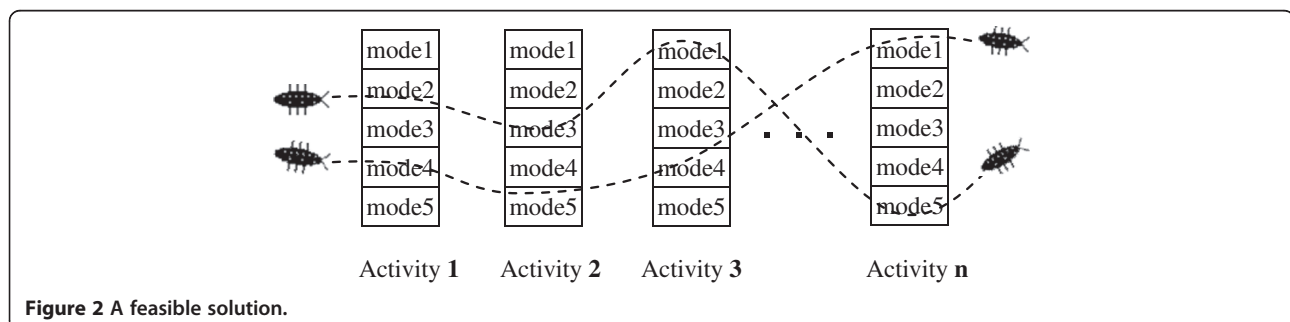 mode1 mode1 mode1 mode1
mode2 mode2 mode2 mode2
mode3 mode3 mode3 . . . mode3
mode4 mode4 mode4 mode4
mode5 mode5 mode5 mode5
Activity 1 Activity 2 Activity 3 Activity n
Figure 2 A feasible solution.